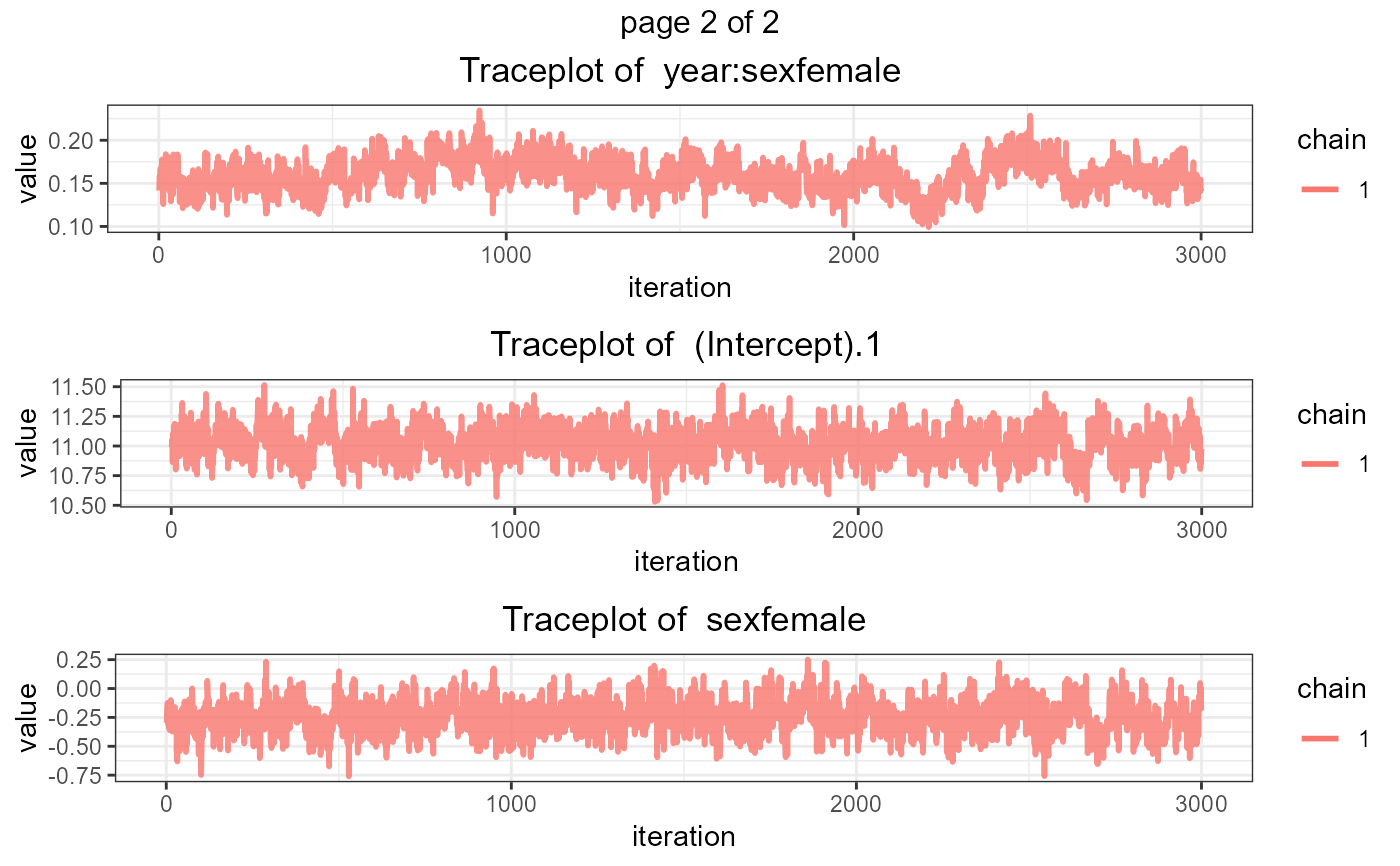 page 2 of 2
Traceplot of  year:sexfemale
0.20
0.15
0.10
value
0
1000
2000
3000
iteration
chain
1
Traceplot of  (Intercept).1
11.50
11.25
11.00
10.75
10.50
value
0
1000
2000
3000
iteration
chain
1
Traceplot of  sexfemale
0.25
0.00
-0.25
-0.50
-0.75
value
0
1000
2000
3000
iteration
chain
1